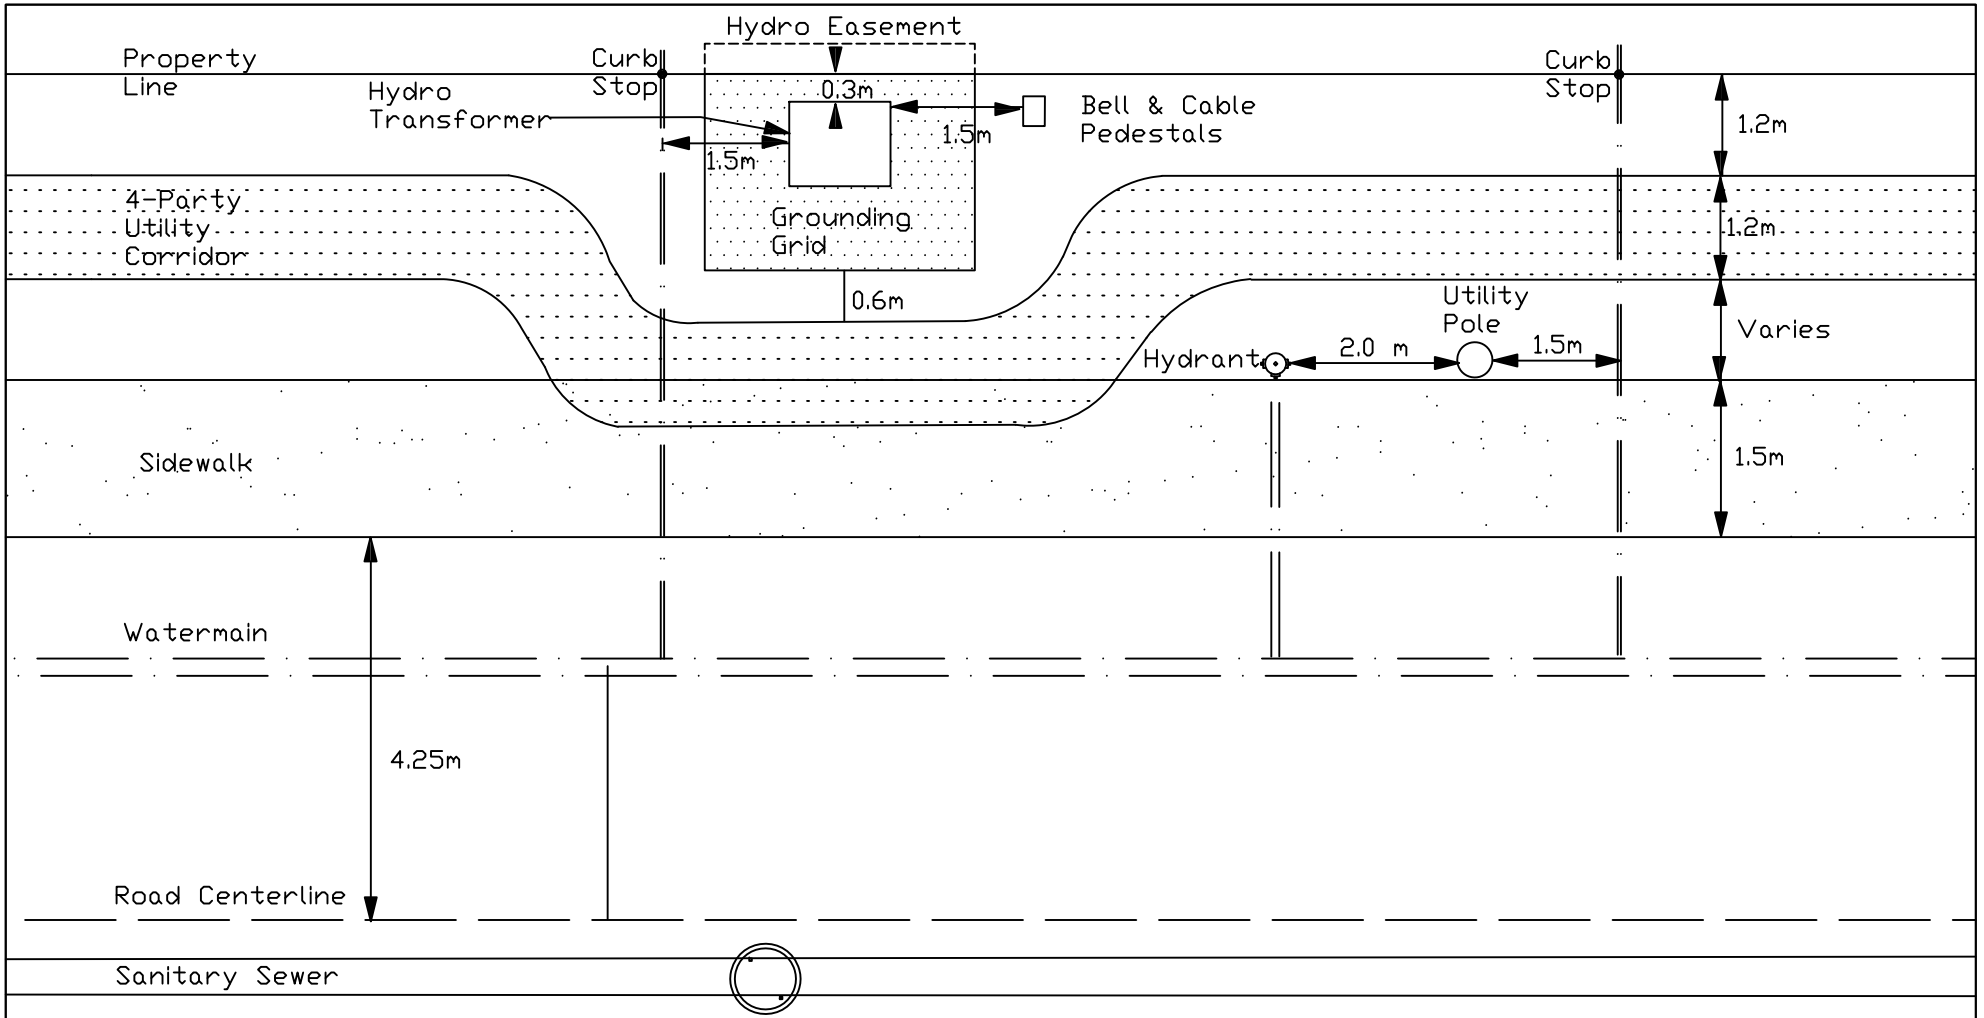 Hydro Easement
Property
Line
Curb
Stop
Curb
Stop
Hydro
Transformer
0.3m
Bell & Cable
Pedestals
1.5m
1.5m
1.2m
4-Party
Utility
Corridor
Grounding
Grid
1.2m
0.6m
Utility
Pole
Varies
Hydrant
2.0 m
1.5m
Sidewalk
1.5m
Watermain
4.25m
Road Centerline
Sanitary Sewer